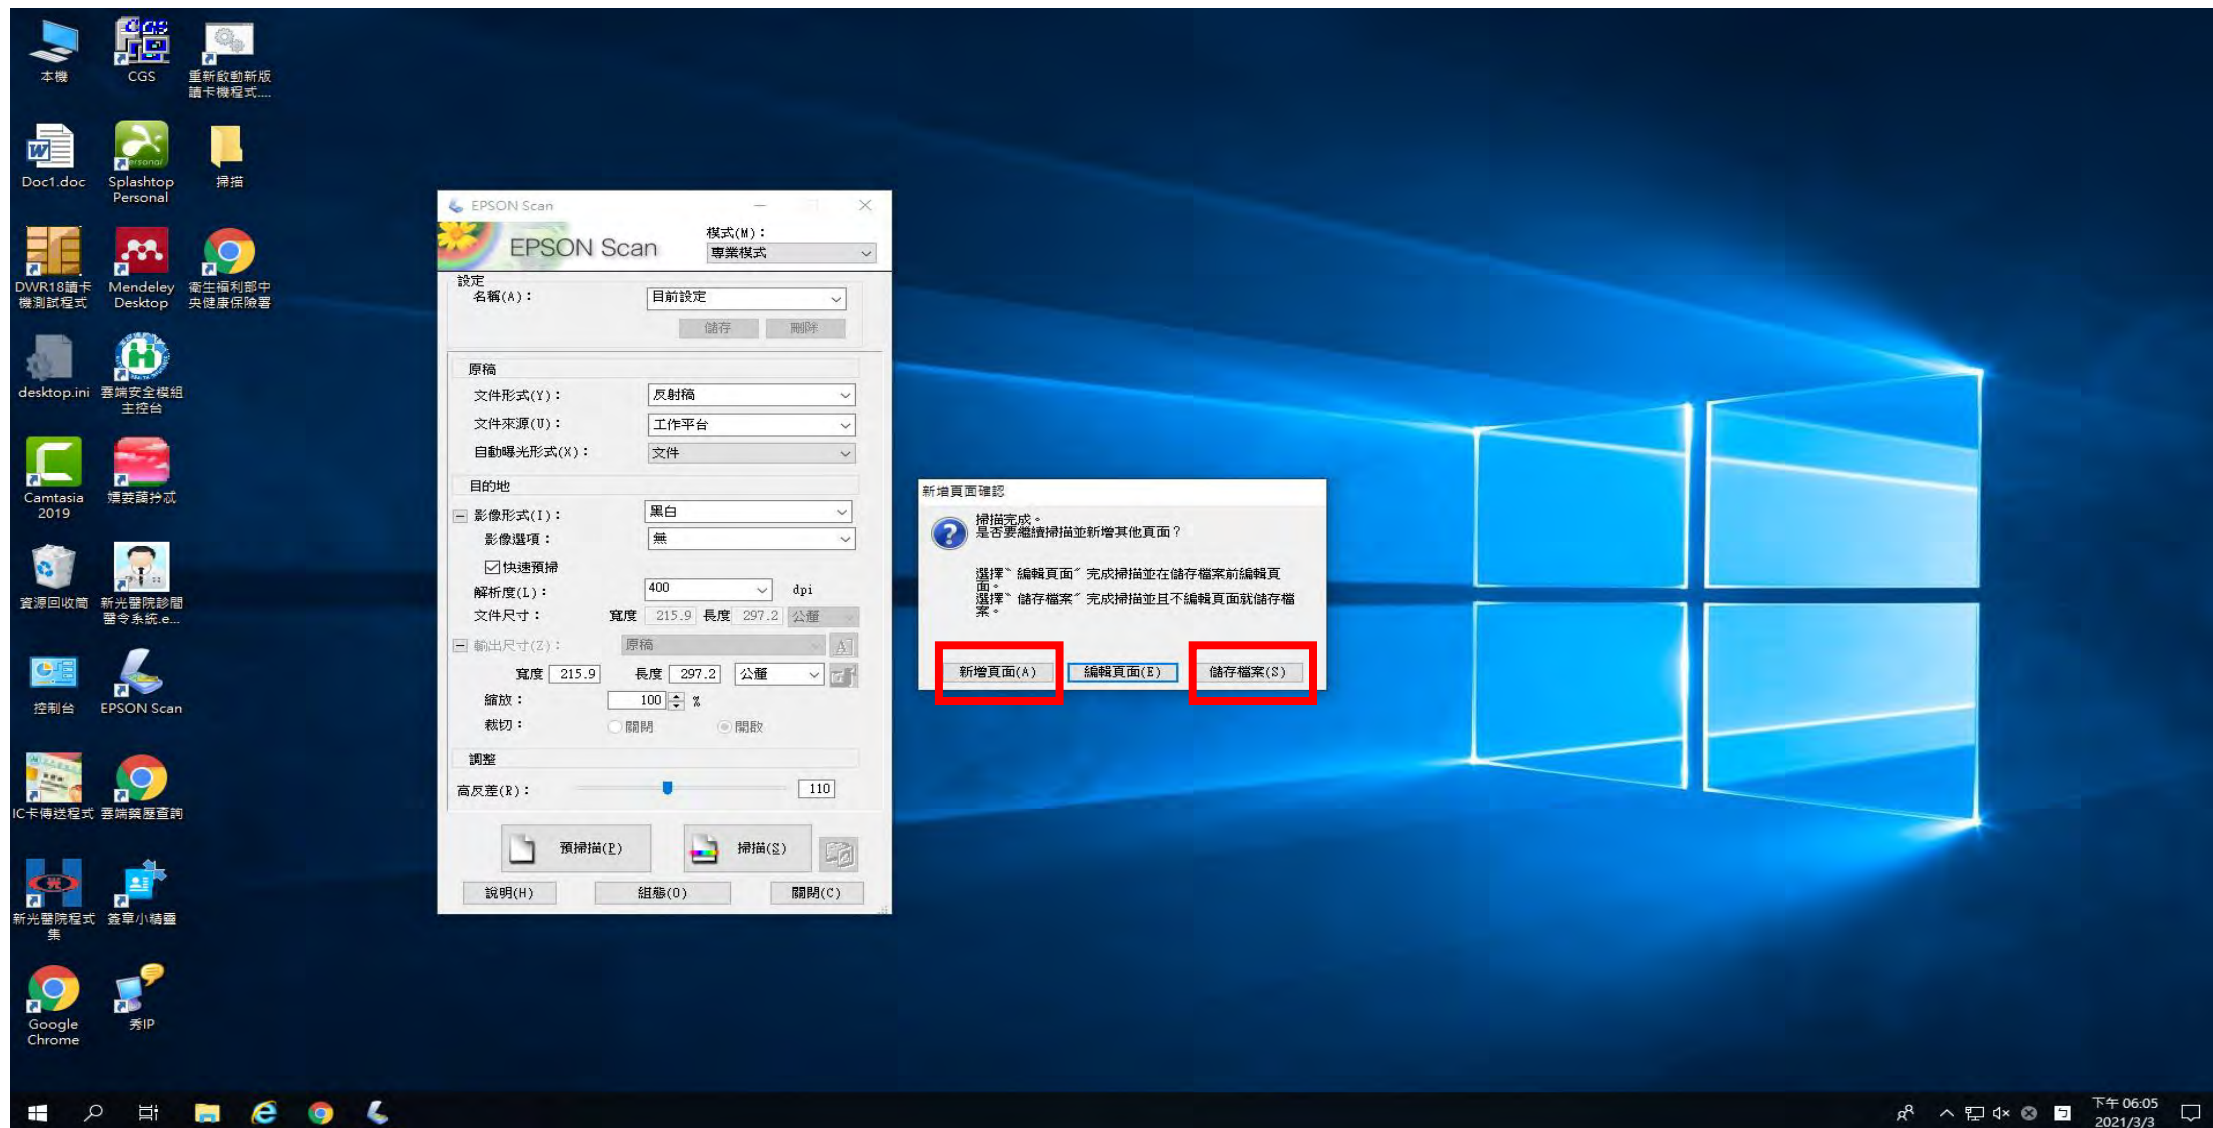 本機
CGS
重新啟動新版
讀卡機程式....
Doc1.doc
Splashtop
Personal
掃描
DWR18讀卡
機測試程式
Mendeley
Desktop
衛生福利部中
央健康保險署
desktop.ini
雲端安全模組
主控台
Camtasia
2019
資源回收筒
新光醫院診間
醫令系統.e...
控制台
EPSON Scan
IC卡傳送程式
雲端藥歷查詢
新光醫院程式
集
簽章小精靈
Google
Chrome
秀IP
EPSON Scan
EPSON Scan
模式(M)：
專業模式
設定
名稱(A)：
目前設定
儲存
刪除
原稿
文件形式(Y)：
反射稿
文件來源(U)：
工作平台
自動曝光形式(X)：
文件
目的地
影像形式(I)：
黑白
影像選項：
無
快速預掃
解析度(L)：
400
dpi
文件尺寸：
寬度 215.9 長度 297.2 公釐
輸出尺寸(Z)：
原稿
寬度 215.9 長度 297.2 公釐
縮放：
100 %
裁切：
關閉
開啟
調整
高反差(R)：
110
預掃描(P)
掃描(S)
說明(H)
組態(O)
關閉(C)
新增頁面確認
掃描完成。
是否要繼續掃描並新增其他頁面？
選擇〝編輯頁面〞完成掃描並在儲存檔案前編輯頁
面。
選擇〝儲存檔案〞完成掃描並且不編輯頁面就儲存檔
案。
新增頁面(A)
編輯頁面(E)
儲存檔案(S)
下午 06:05
2021/3/3